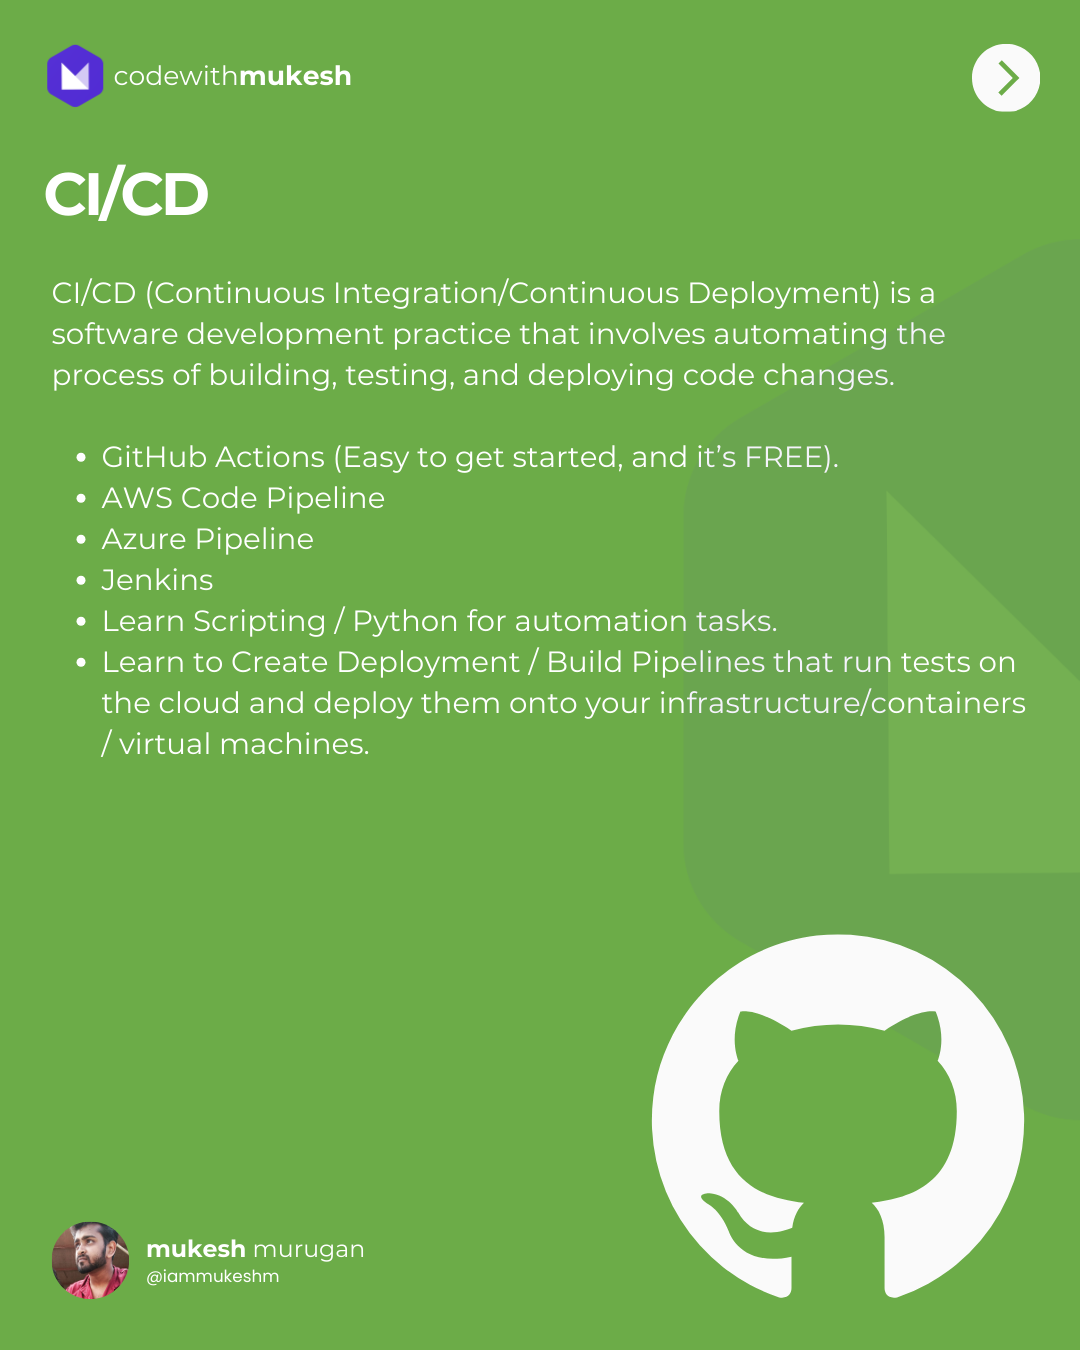 codewithmukesh
CI/CD
CI/CD (Continuous Integration/Continuous Deployment) is a
software development practice that involves automating the
process of building, testing, and deploying code changes.
• GitHub Actions (Easy to get started, and it’s FREE).
• AWS Code Pipeline
• Azure Pipeline
• Jenkins
• Learn Scripting / Python for automation tasks.
• Learn to Create Deployment / Build Pipelines that run tests on
the cloud and deploy them onto your infrastructure/containers
/ virtual machines.
mukesh murugan
@iammukeshm